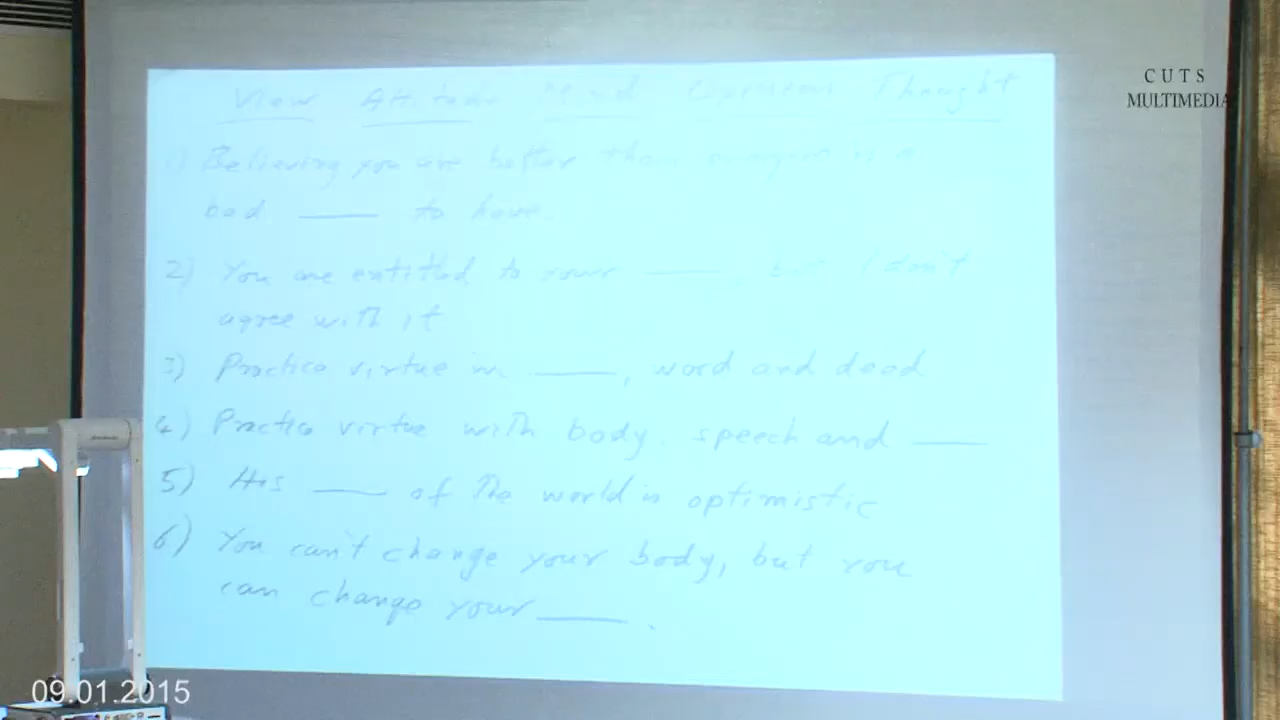 CUTS
MULTIMEDIA
View Attitude Mind Opinion Thought
1) Believing you are better than everyone is a
bad ____ to have.
2) You are entitled to your ____ but I don't
agree with it
3) Practice virtue in ____, word and deed
4) Practice virtue with body, speech and ____
5) His ____ of the world is optimistic
6) You can't change your body, but you
can change your ____.
09.01.2015